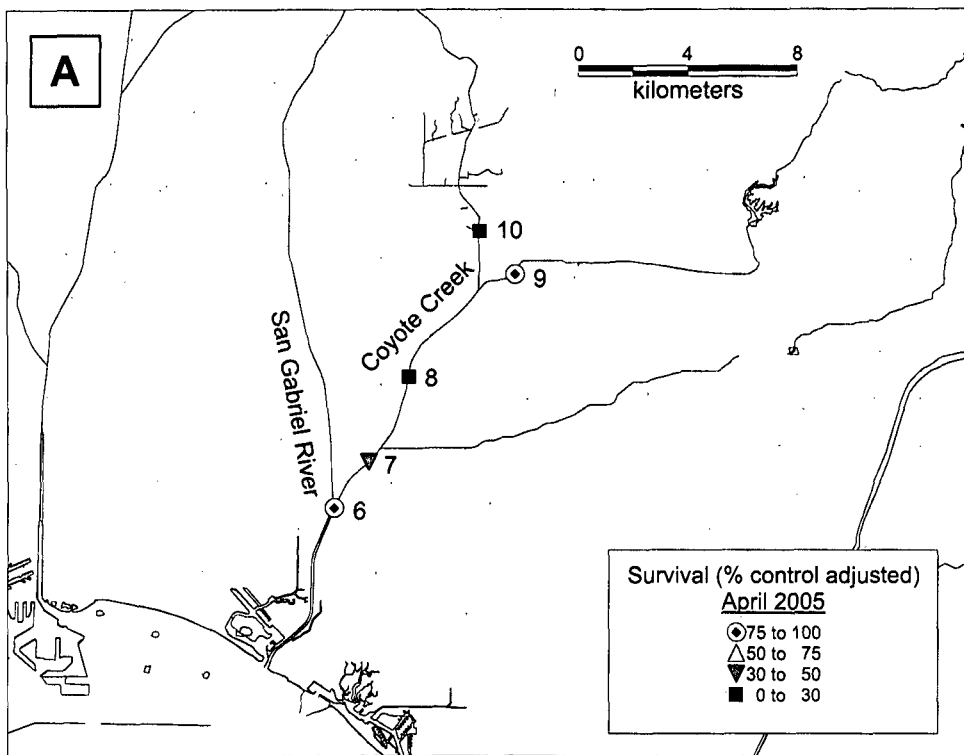 A
0 4 8
kilometers
10
9
Coyote Creek
San Gabriel River
8
7
6
Survival (% control adjusted)
April 2005
75 to 100
50 to 75
30 to 50
0 to 30